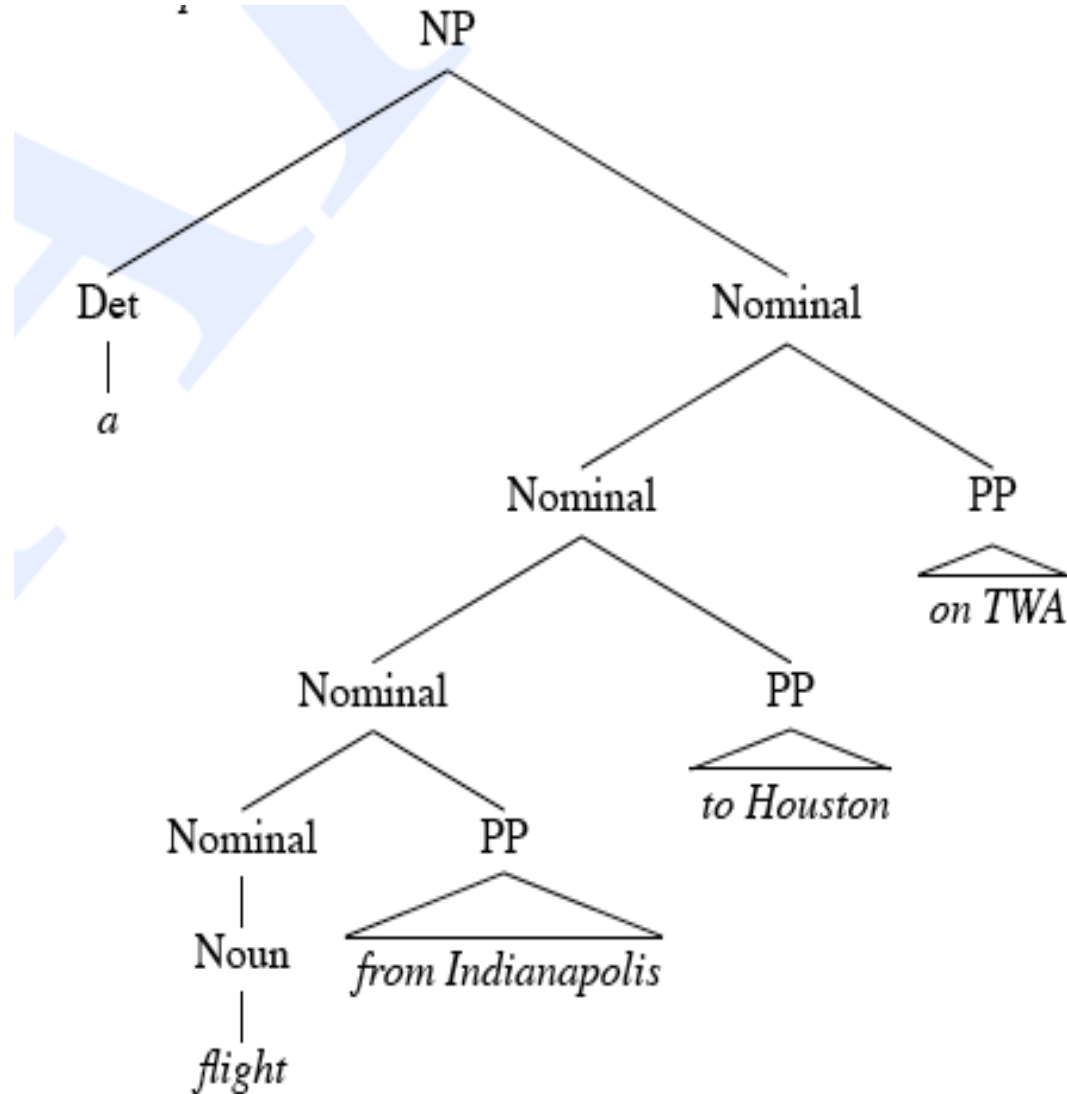 NP
Det Nominal
a
Nominal PP
on TWA
Nominal PP
to Houston
Nominal PP
Noun
from Indianapolis
flight